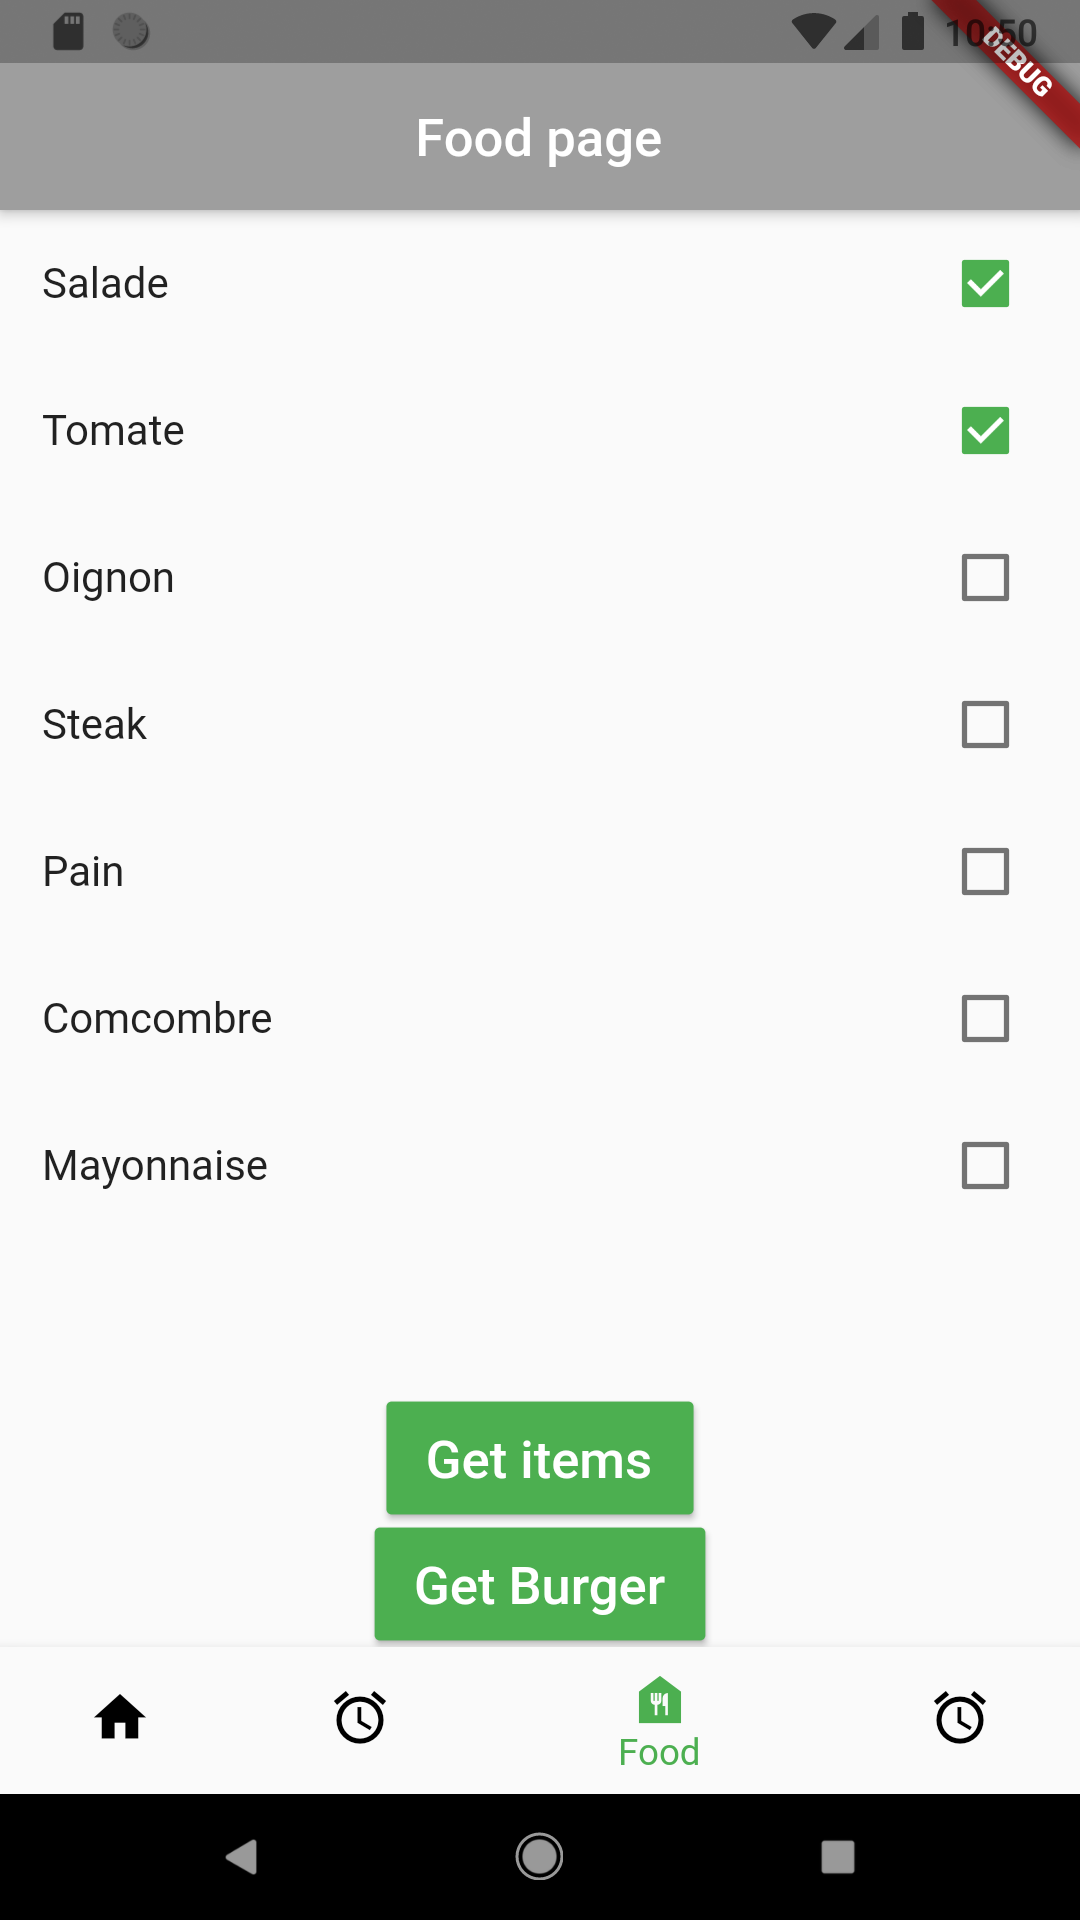 10:50
DEBUG
Food page
Salade
Tomate
Oignon
Steak
Pain
Comcombre
Mayonnaise
Get items
Get Burger
Food